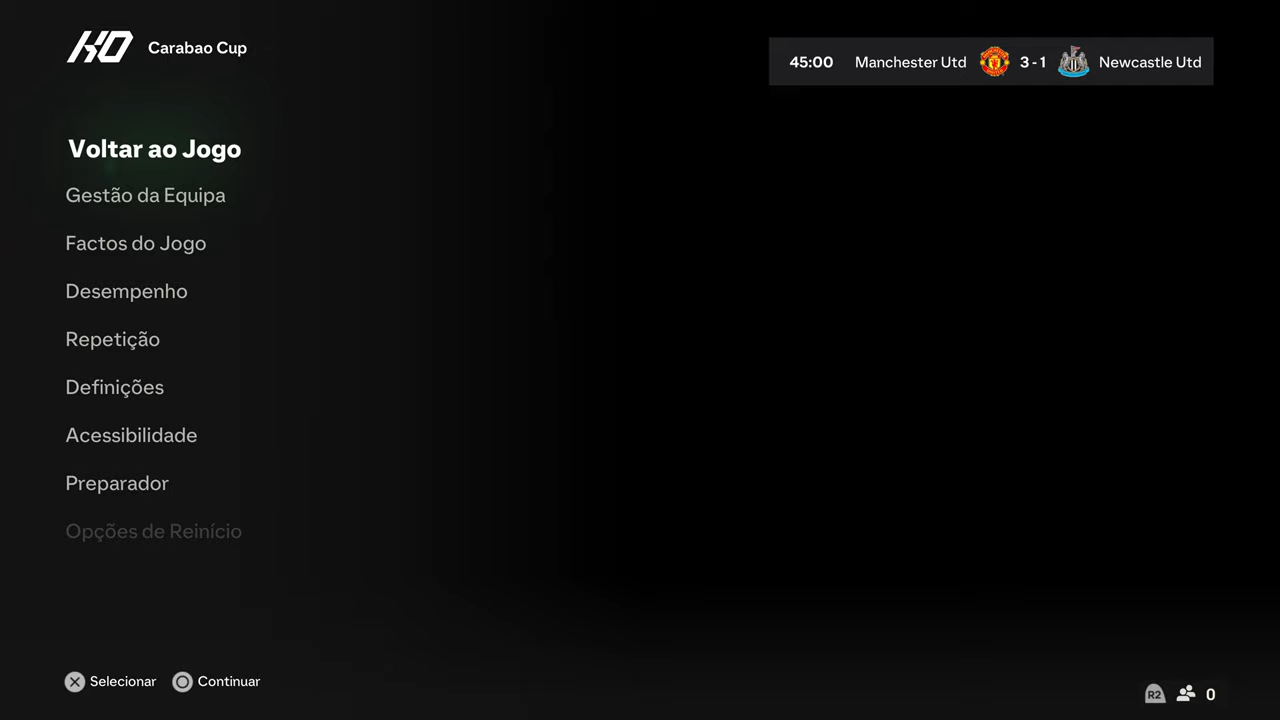 KO Carabao Cup
45:00 Manchester Utd 3 - 1 Newcastle Utd
Voltar ao Jogo
Gestão da Equipa
Factos do Jogo
Desempenho
Repetição
Definições
Acessibilidade
Preparador
Opções de Reinício
Selecionar Continuar
R2 0